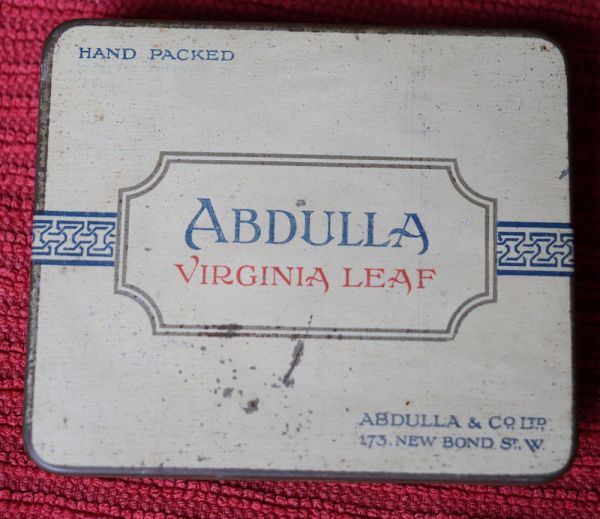 HAND PACKED
ABDULLA
VIRGINIA LEAF
ABDULLA & CO. LTD.
173. NEW BOND ST. W.